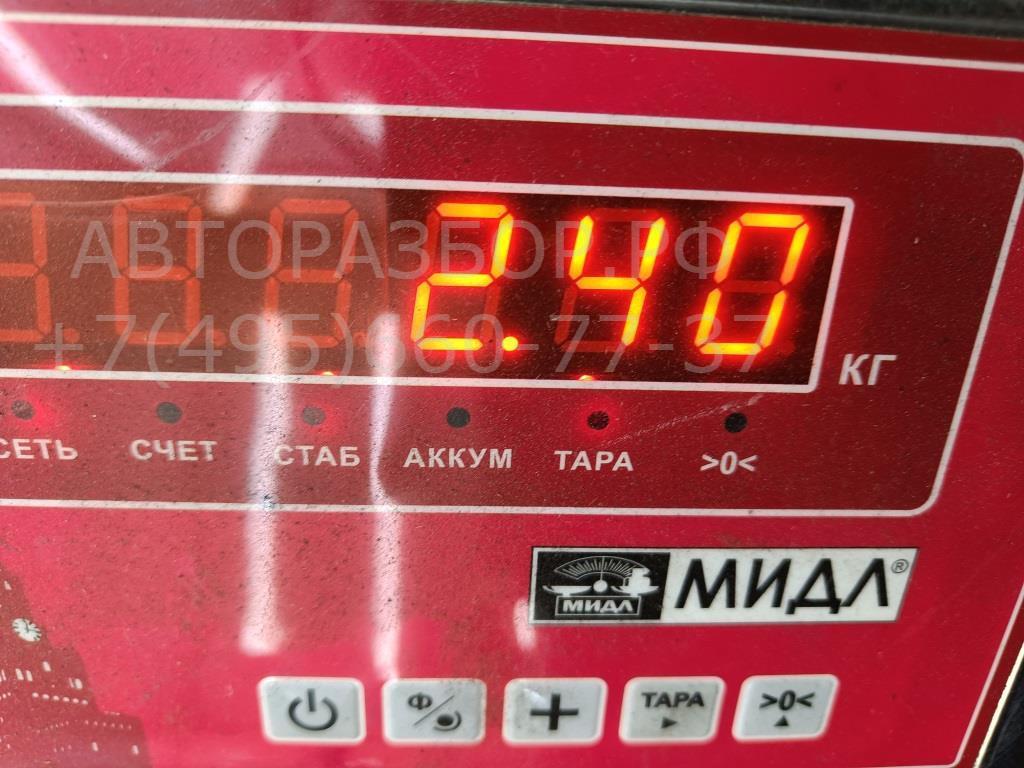 АВТОРАЗБОР.РФ
+7(495)660-77-37
2.40
КГ
СЕТЬ СЧЕТ СТАБ АККУМ ТАРА >0<
МИДЛ МИДЛ®
Ф + ТАРА >0<